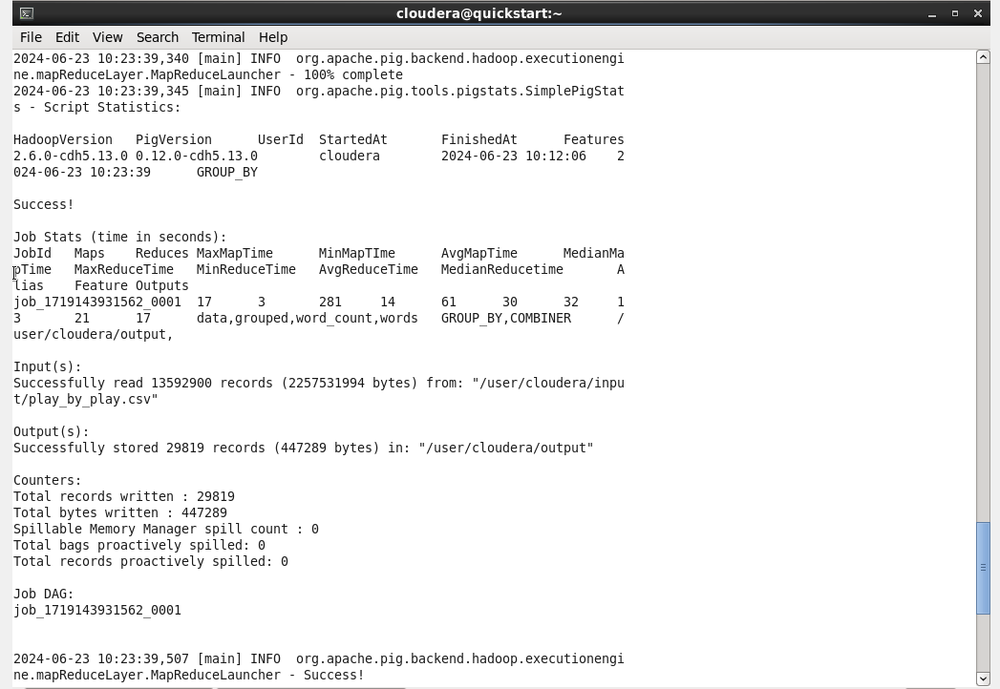 cloudera@quickstart:~
File Edit View Search Terminal Help
2024-06-23 10:23:39,340 [main] INFO  org.apache.pig.backend.hadoop.executionengi
ne.mapReduceLayer.MapReduceLauncher - 100% complete
2024-06-23 10:23:39,345 [main] INFO  org.apache.pig.tools.pigstats.SimplePigStat
s - Script Statistics:

HadoopVersion   PigVersion      UserId  StartedAt       FinishedAt      Features
2.6.0-cdh5.13.0 0.12.0-cdh5.13.0        cloudera        2024-06-23 10:12:06    2
024-06-23 10:23:39      GROUP_BY

Success!

Job Stats (time in seconds):
JobId   Maps    Reduces MaxMapTime      MinMapTIme      AvgMapTime      MedianMa
pTime   MaxReduceTime   MinReduceTime   AvgReduceTime   MedianReducetime       A
lias    Feature Outputs
job_1719143931562_0001  17      3       281     14      61      30      32     1
3       21      17      data,grouped,word_count,words   GROUP_BY,COMBINER      /
user/cloudera/output,

Input(s):
Successfully read 13592900 records (2257531994 bytes) from: "/user/cloudera/inpu
t/play_by_play.csv"

Output(s):
Successfully stored 29819 records (447289 bytes) in: "/user/cloudera/output"

Counters:
Total records written : 29819
Total bytes written : 447289
Spillable Memory Manager spill count : 0
Total bags proactively spilled: 0
Total records proactively spilled: 0

Job DAG:
job_1719143931562_0001

2024-06-23 10:23:39,507 [main] INFO  org.apache.pig.backend.hadoop.executionengi
ne.mapReduceLayer.MapReduceLauncher - Success!